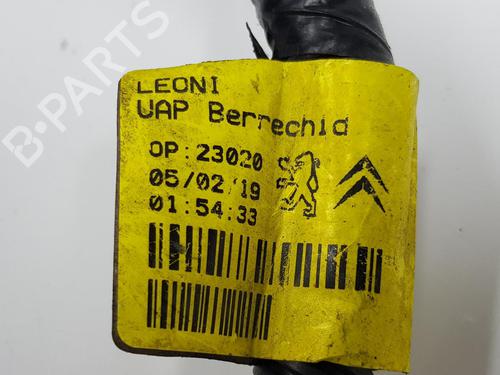 LEONI
UAP Berrechid
OP:23020
05/02/19
01:54:33
B-PARTS